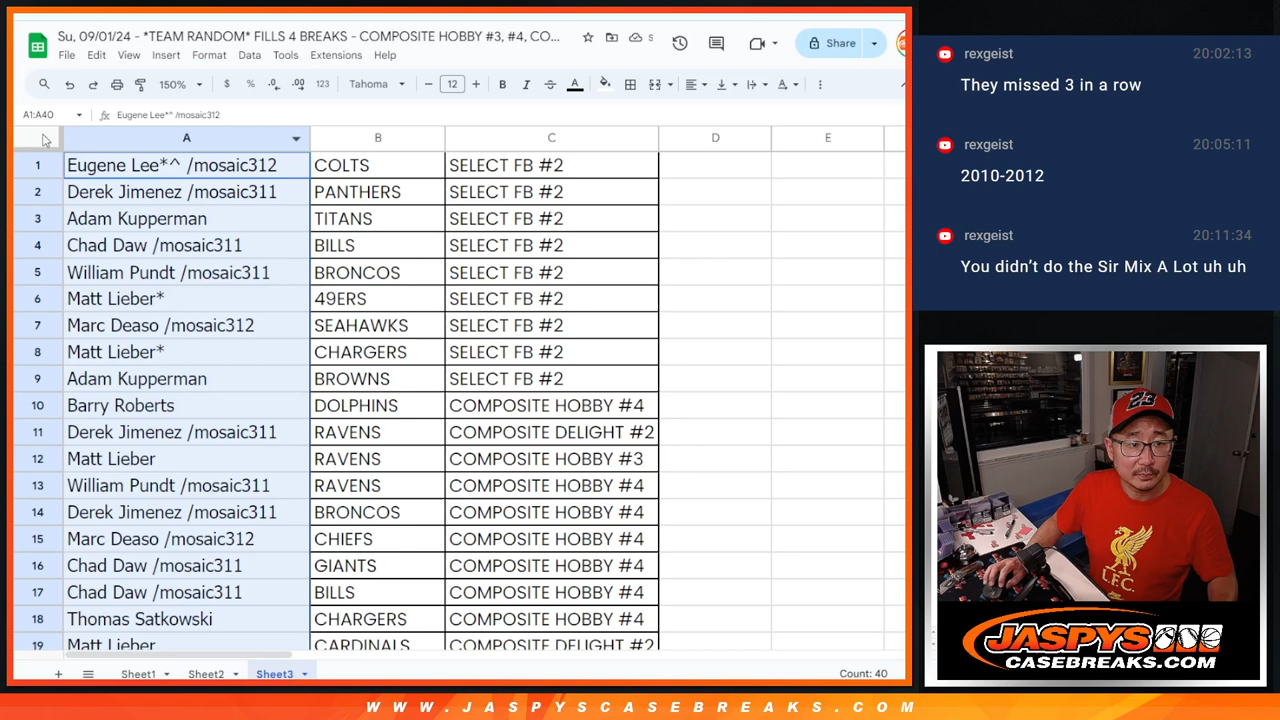 Su, 09/01/24 - *TEAM RANDOM* FILLS 4 BREAKS - COMPOSITE HOBBY #3, #4, CO...
S
Share
File Edit View Insert Format Data Tools Extensions Help
150% $ % .0 .00 123 Tahoma 12 B I A
A1:A40 fx Eugene Lee*^ /mosaic312
A B C D E
1 Eugene Lee*^ /mosaic312 COLTS SELECT FB #2
2 Derek Jimenez /mosaic311 PANTHERS SELECT FB #2
3 Adam Kupperman TITANS SELECT FB #2
4 Chad Daw /mosaic311 BILLS SELECT FB #2
5 William Pundt /mosaic311 BRONCOS SELECT FB #2
6 Matt Lieber* 49ERS SELECT FB #2
7 Marc Deaso /mosaic312 SEAHAWKS SELECT FB #2
8 Matt Lieber* CHARGERS SELECT FB #2
9 Adam Kupperman BROWNS SELECT FB #2
10 Barry Roberts DOLPHINS COMPOSITE HOBBY #4
11 Derek Jimenez /mosaic311 RAVENS COMPOSITE DELIGHT #2
12 Matt Lieber RAVENS COMPOSITE HOBBY #3
13 William Pundt /mosaic311 RAVENS COMPOSITE HOBBY #4
14 Derek Jimenez /mosaic311 BRONCOS COMPOSITE HOBBY #4
15 Marc Deaso /mosaic312 CHIEFS COMPOSITE HOBBY #4
16 Chad Daw /mosaic311 GIANTS COMPOSITE HOBBY #4
17 Chad Daw /mosaic311 BILLS COMPOSITE HOBBY #4
18 Thomas Satkowski CHARGERS COMPOSITE HOBBY #4
19 Matt Lieber CARDINALS COMPOSITE DELIGHT #2
Sheet1 Sheet2 Sheet3 Count: 40
rexgeist 20:02:13
They missed 3 in a row
rexgeist 20:05:11
2010-2012
rexgeist 20:11:34
You didn't do the Sir Mix A Lot uh uh
23
L.F.C.
JASPYS
CASEBREAKS.COM
WWW.JASPYSCASEBREAKS.COM